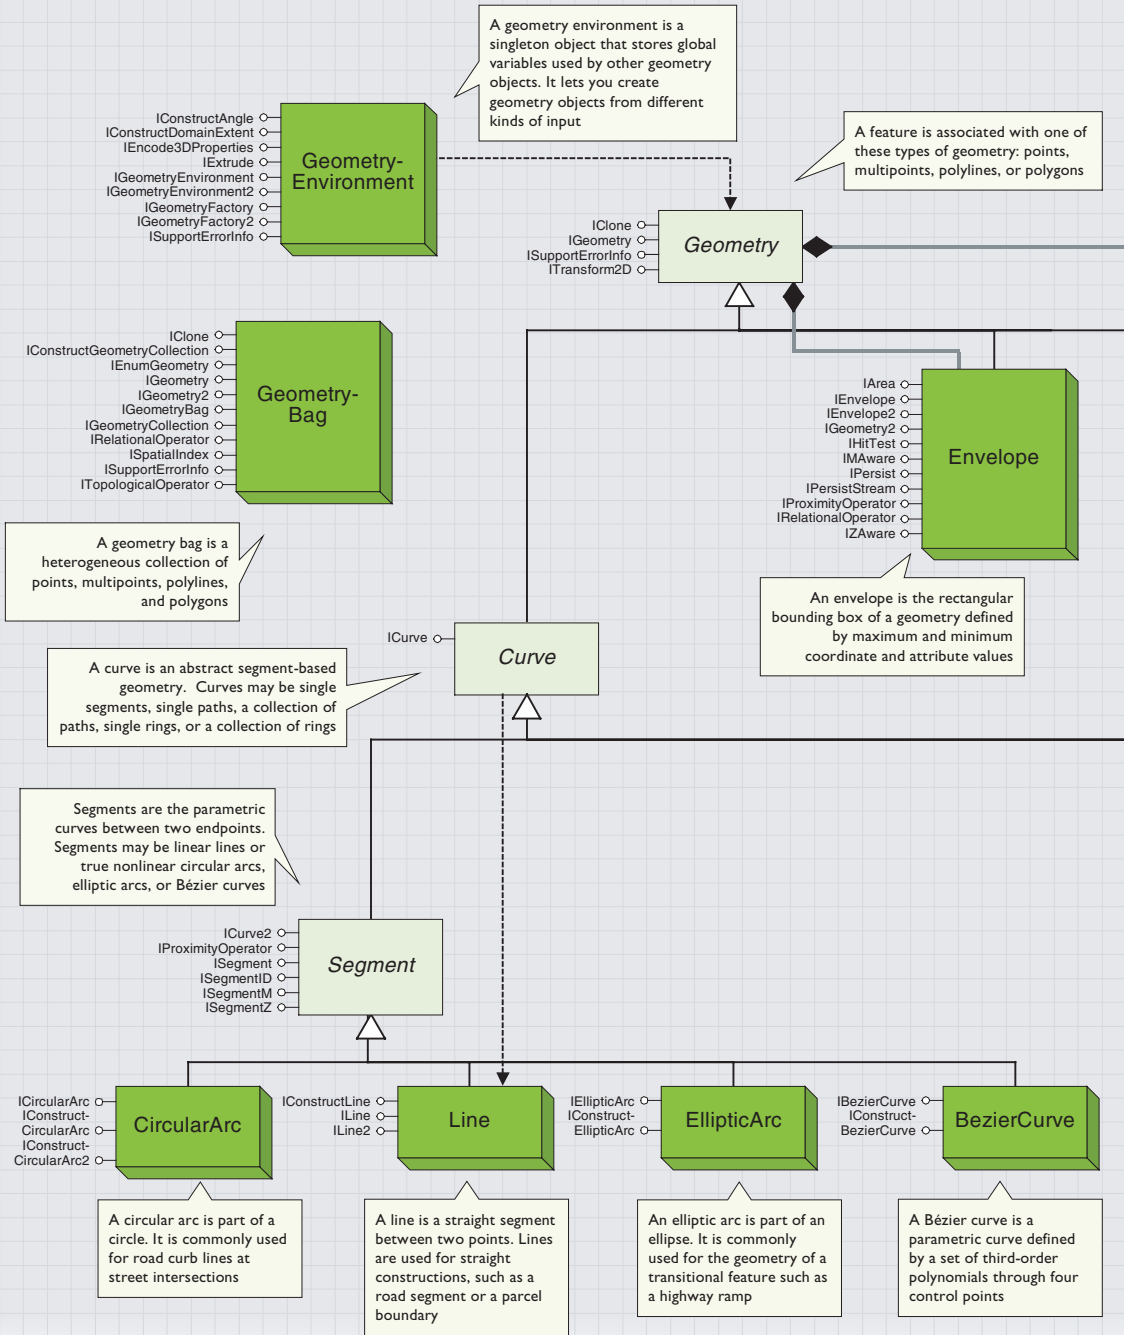 A geometry environment is a
singleton object that stores global
variables used by other geometry
objects. It lets you create
geometry objects from different
kinds of input
IConstructAngle
IConstructDomainExtent
IEncode3DProperties
IExtrude
IGeometryEnvironment
IGeometryEnvironment2
IGeometryFactory
IGeometryFactory2
ISupportErrorInfo
Geometry-
Environment
A feature is associated with one of
these types of geometry: points,
multipoints, polylines, or polygons
IClone
IGeometry
ISupportErrorInfo
ITransform2D
Geometry
IClone
IConstructGeometryCollection
IEnumGeometry
IGeometry
IGeometry2
IGeometryBag
IGeometryCollection
IRelationalOperator
ISpatialIndex
ISupportErrorInfo
ITopologicalOperator
Geometry-
Bag
A geometry bag is a
heterogeneous collection of
points, multipoints, polylines,
and polygons
IArea
IEnvelope
IEnvelope2
IGeometry2
IHitTest
IMAware
IPersist
IPersistStream
IProximityOperator
IRelationalOperator
IZAware
Envelope
An envelope is the rectangular
bounding box of a geometry defined
by maximum and minimum
coordinate and attribute values
ICurve
Curve
A curve is an abstract segment-based
geometry.  Curves may be single
segments, single paths, a collection of
paths, single rings, or a collection of rings
Segments are the parametric
curves between two endpoints.
Segments may be linear lines or
true nonlinear circular arcs,
elliptic arcs, or Bézier curves
ICurve2
IProximityOperator
ISegment
ISegmentID
ISegmentM
ISegmentZ
Segment
ICircularArc
IConstruct-
CircularArc
IConstruct-
CircularArc2
CircularArc
IConstructLine
ILine
ILine2
Line
IEllipticArc
IConstruct-
EllipticArc
EllipticArc
IBezierCurve
IConstruct-
BezierCurve
BezierCurve
A circular arc is part of a
circle. It is commonly used
for road curb lines at
street intersections
A line is a straight segment
between two points. Lines
are used for straight
constructions, such as a
road segment or a parcel
boundary
An elliptic arc is part of an
ellipse. It is commonly
used for the geometry of a
transitional feature such as
a highway ramp
A Bézier curve is a
parametric curve defined
by a set of third-order
polynomials through four
control points